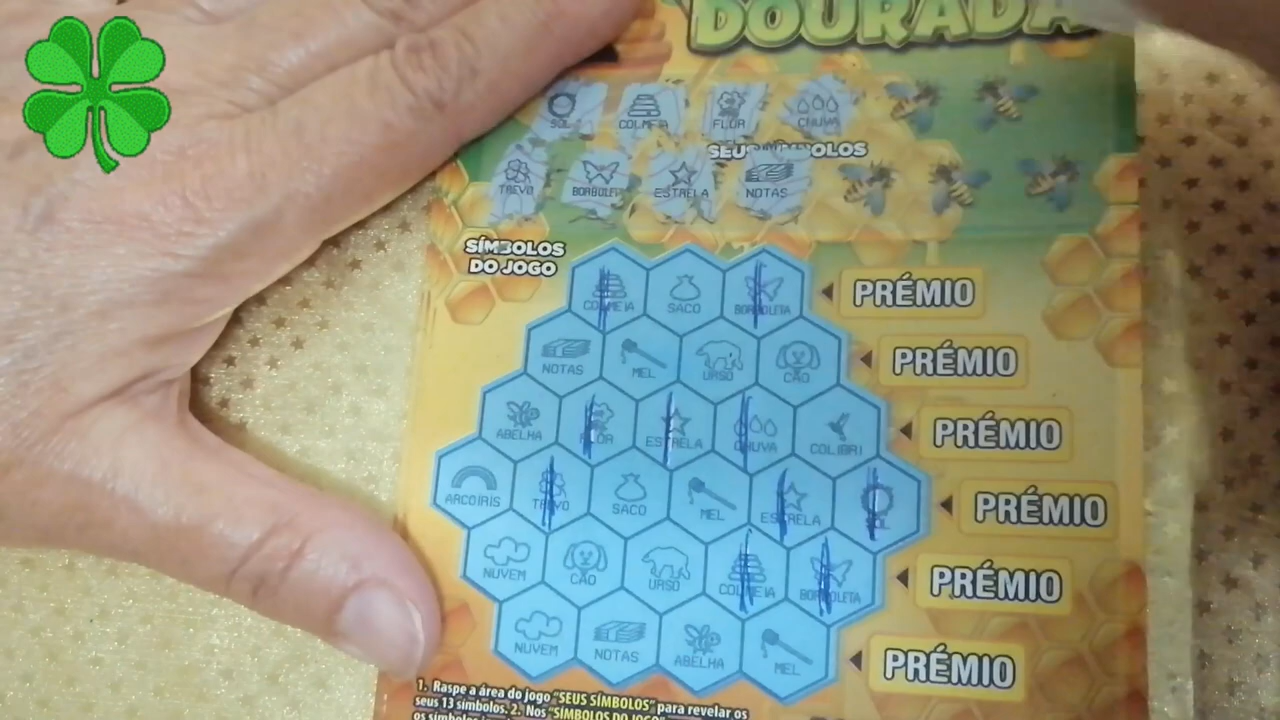 DOURADA
SOL COLMEIA FLOR CHUVA
SEUS SÍMBOLOS
TREVO BORBOLETA ESTRELA NOTAS
SÍMBOLOS
DO JOGO
COLMEIA SACO BORBOLETA PRÉMIO
NOTAS MEL URSO CÃO PRÉMIO
ABELHA FLOR ESTRELA CHUVA COLIBRI PRÉMIO
ARCOÍRIS TREVO SACO MEL ESTRELA SOL PRÉMIO
NUVEM CÃO URSO COLMEIA BORBOLETA PRÉMIO
NUVEM NOTAS ABELHA MEL PRÉMIO
1. Raspe a área do jogo "SEUS SÍMBOLOS" para revelar os
seus 13 símbolos. 2. Nos "SÍMBOLOS DO JOGO"
os símbolos